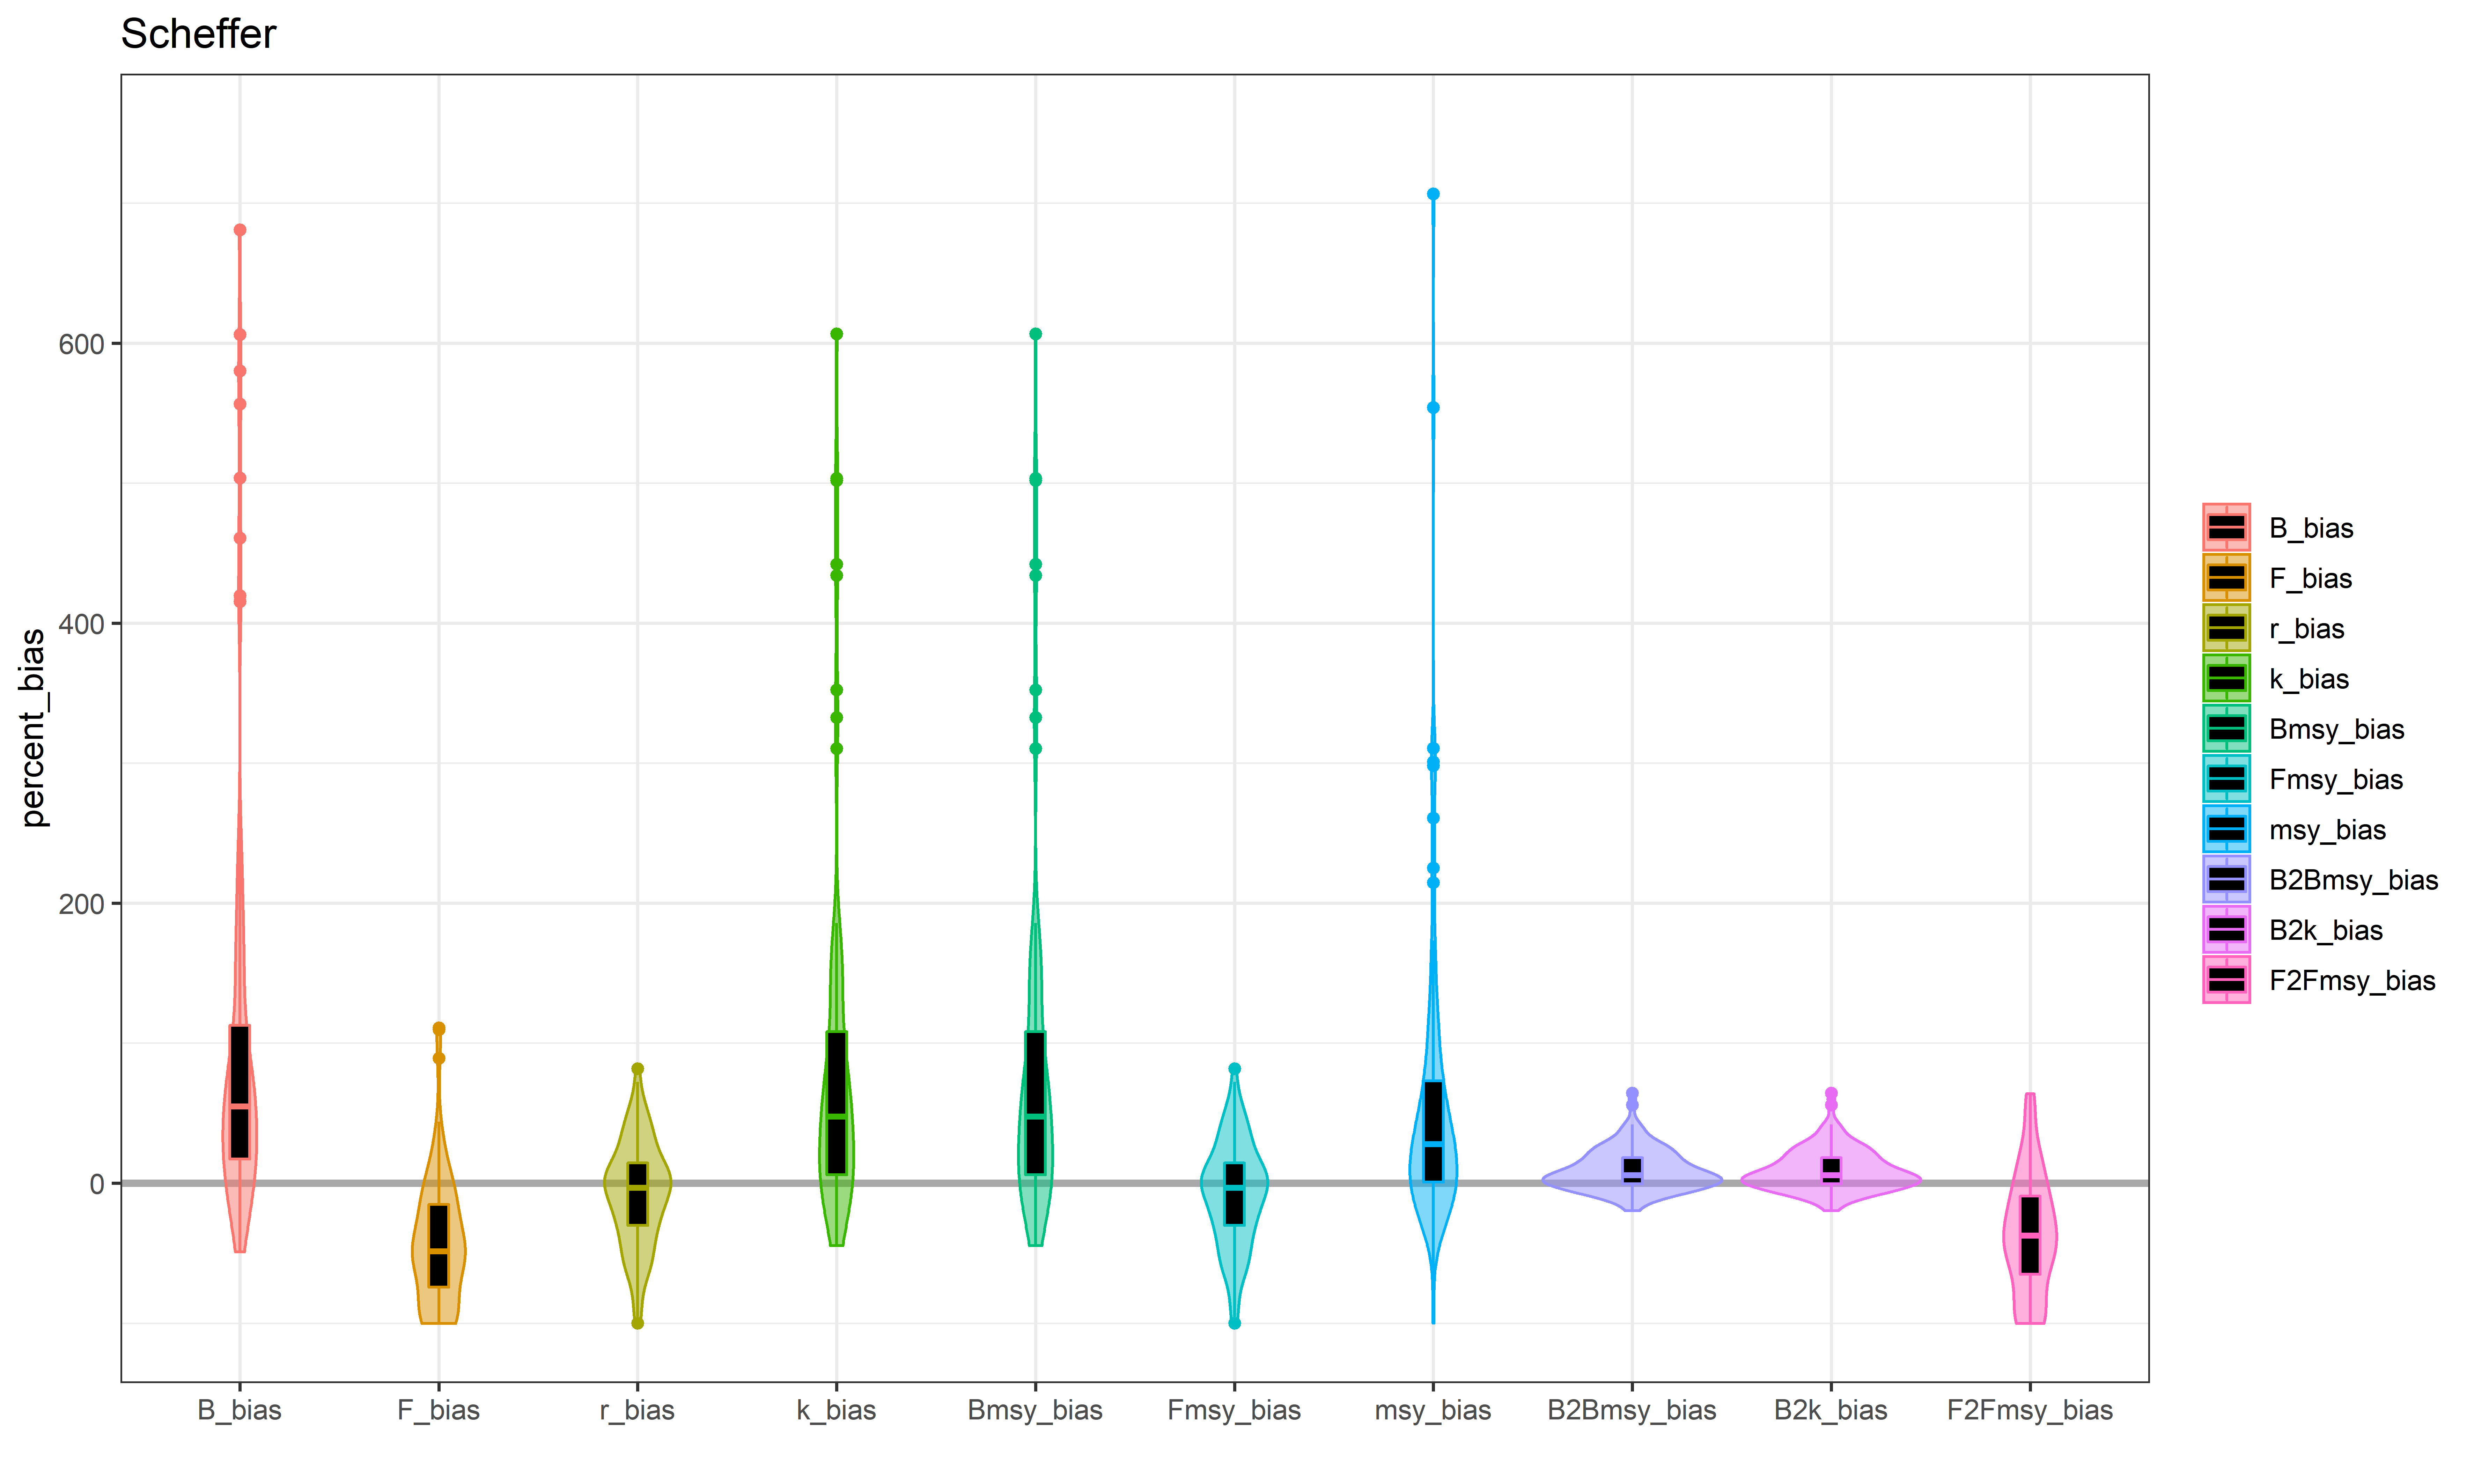 Scheffer
percent_bias
600
400
200
0
B_bias
F_bias
r_bias
k_bias
Bmsy_bias
Fmsy_bias
msy_bias
B2Bmsy_bias
B2k_bias
F2Fmsy_bias
B_bias
F_bias
r_bias
k_bias
Bmsy_bias
Fmsy_bias
msy_bias
B2Bmsy_bias
B2k_bias
F2Fmsy_bias